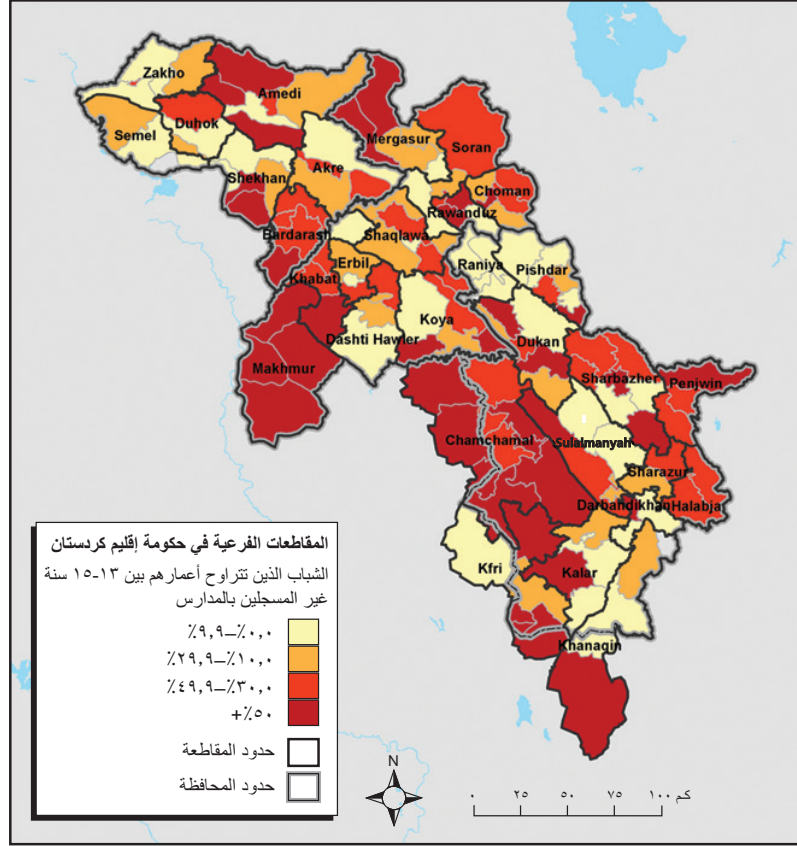 Zakho
Amedi
Semel
Duhok
Mergasur
Soran
Shekhan
Akre
Choman
Rawanduz
Bardarash
Shaqlawa
Erbil
Raniya
Pishdar
Khabat
Koya
Dashti Hawler
Dukan
Makhmur
Sharbazher
Penjwin
Chamchamal
Sulaimanyah
Sharazur
Darbandikhan
Halabja
Kfri
Kalar
Khanaqin
المقاطعات الفرعية في حكومة إقليم كردستان
الشباب الذين تتراوح أعمارهم بين ١٣-١٥ سنة
غير المسجلين بالمدارس
٠,٠٪–٩,٩٪
١٠,٠٪–٢٩,٩٪
٣٠,٠٪–٤٩,٩٪
٥٠٪+
حدود المقاطعة
حدود المحافظة
N
٠ ٢٥ ٥٠ ٧٥ ١٠٠ كم